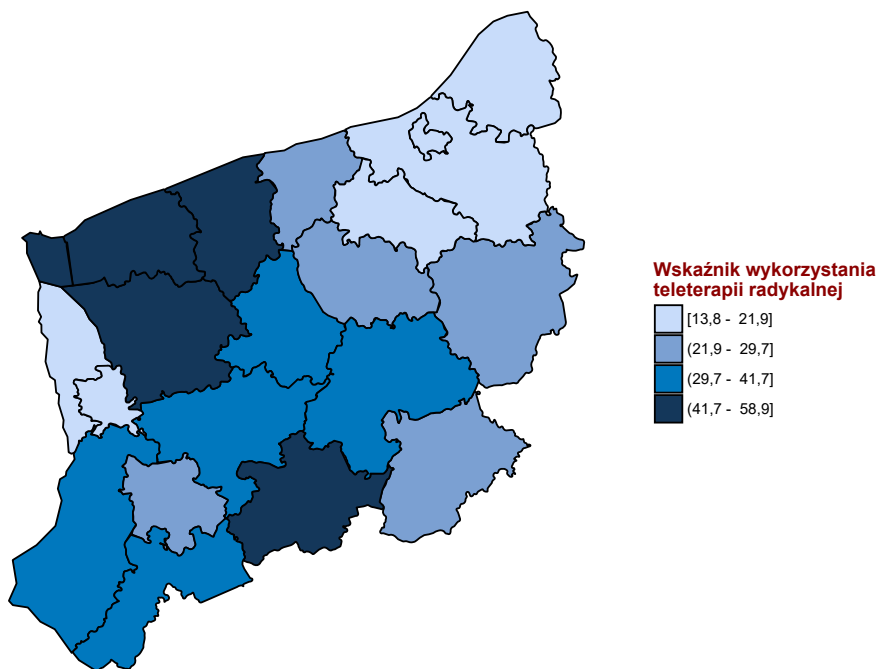 Wskaźnik wykorzystania
teleterapii radykalnej
[13,8 - 21,9]
(21,9 - 29,7]
(29,7 - 41,7]
(41,7 - 58,9]